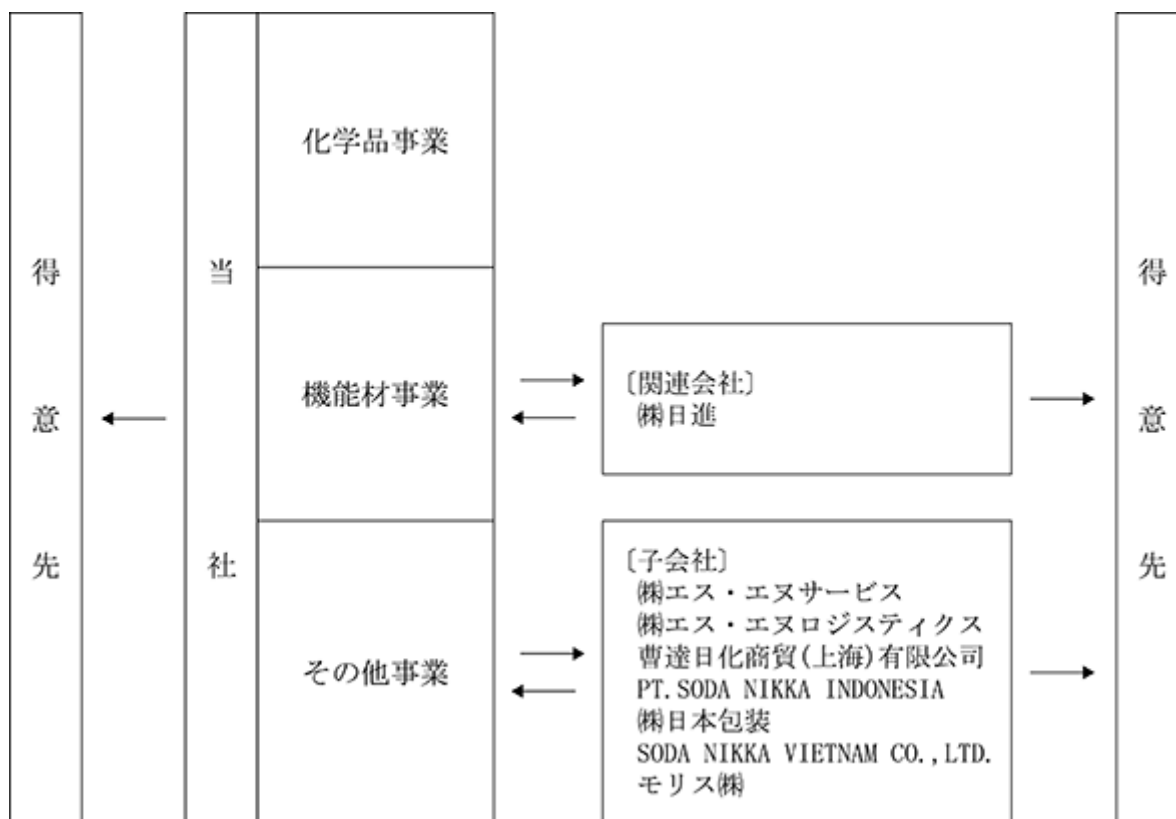 得意先
当社
化学品事業
機能材事業
その他事業
〔関連会社〕
㈱日進
〔子会社〕
㈱エス・エヌサービス
㈱エス・エヌロジスティクス
曹達日化商貿(上海)有限公司
PT.SODA NIKKA INDONESIA
㈱日本包装
SODA NIKKA VIETNAM CO.,LTD.
モリス㈱
得意先